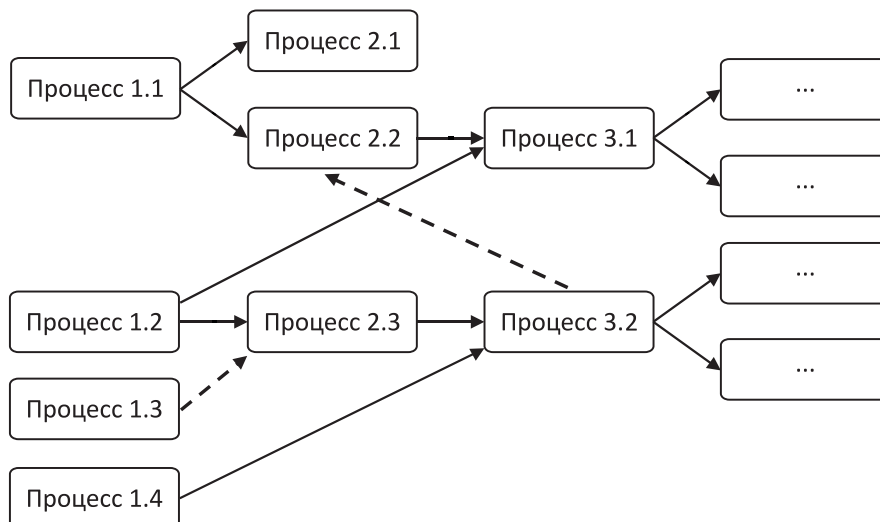 Процесс 2.1
Процесс 1.1
...
Процесс 2.2
Процесс 3.1
...
...
Процесс 1.2
Процесс 2.3
Процесс 3.2
...
Процесс 1.3
Процесс 1.4